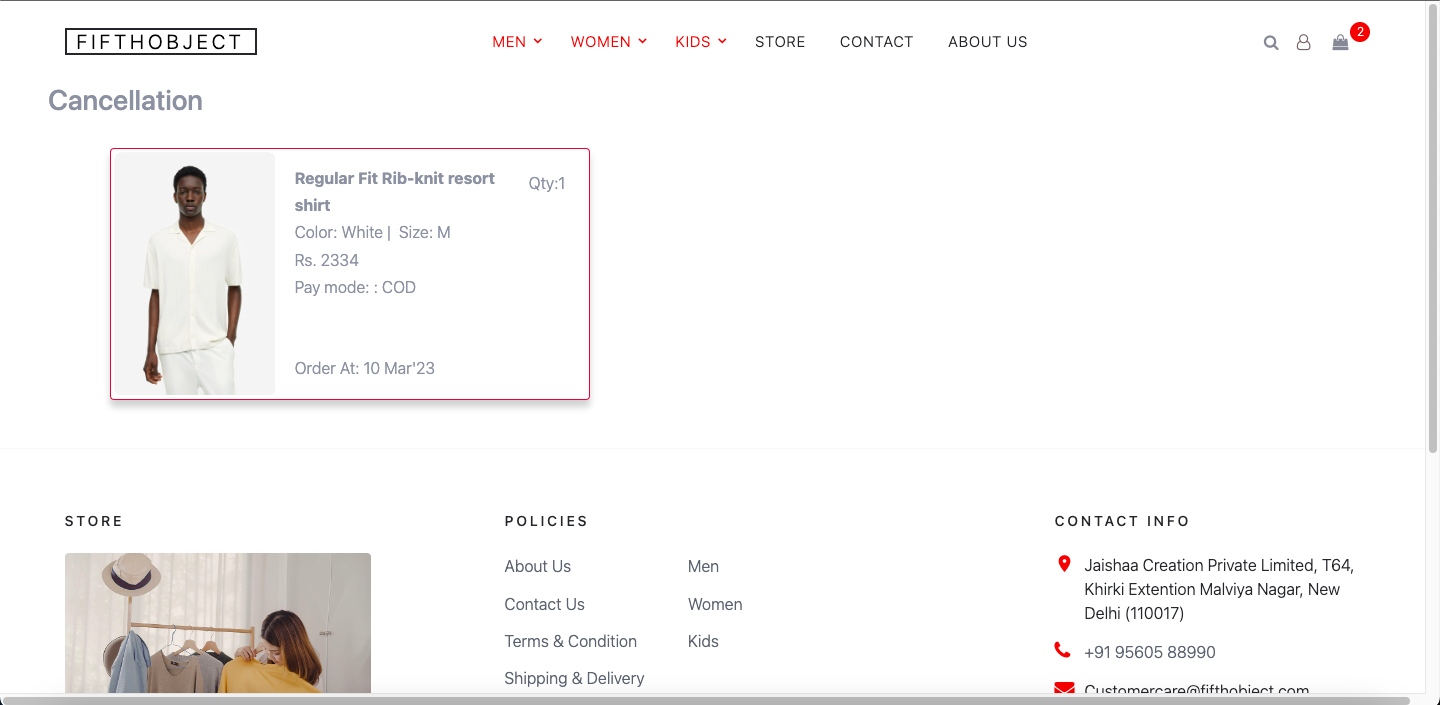 FIFTHOBJECT
MEN WOMEN KIDS STORE CONTACT ABOUT US
2
Cancellation
Regular Fit Rib-knit resort
shirt
Qty:1
Color: White | Size: M
Rs. 2334
Pay mode: : COD
Order At: 10 Mar'23
STORE
POLICIES
About Us
Contact Us
Terms & Condition
Shipping & Delivery
Men
Women
Kids
CONTACT INFO
Jaishaa Creation Private Limited, T64,
Khirki Extention Malviya Nagar, New
Delhi (110017)
+91 95605 88990
Customercare@fifthobject.com